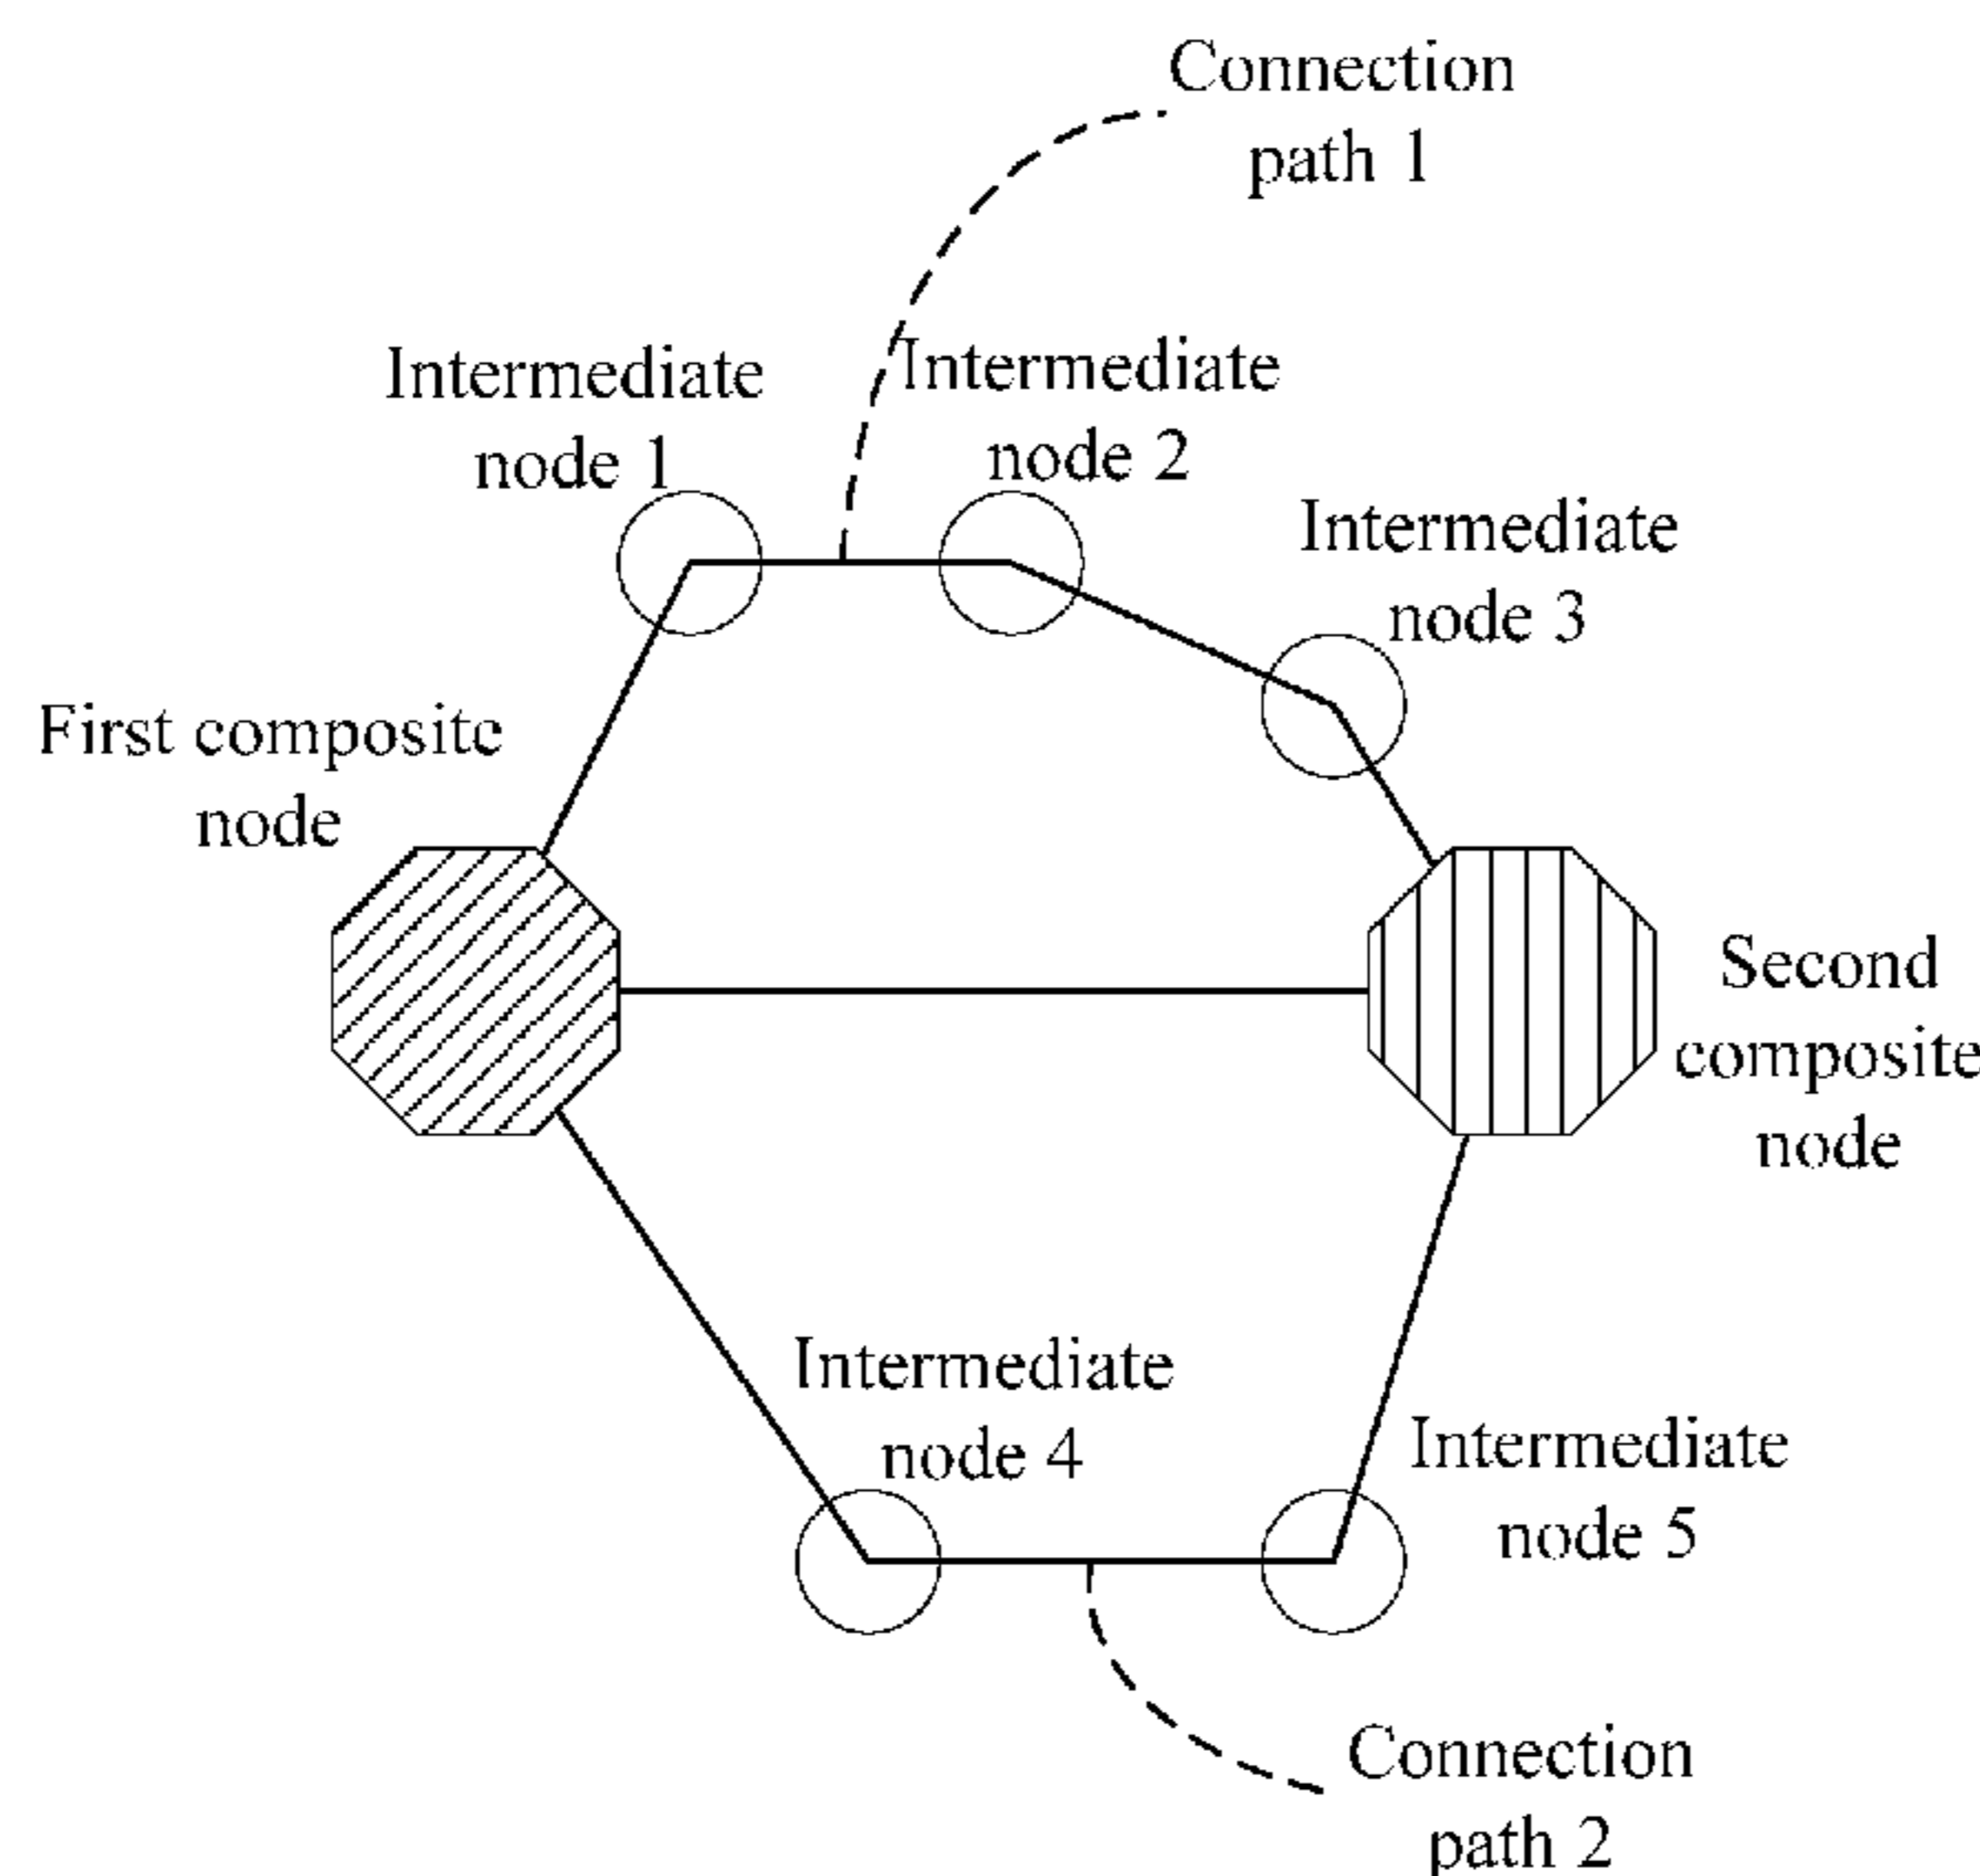 Connection
path 1
Intermediate
node 1
Intermediate
node 2
Intermediate
node 3
First composite
node
Second
composite
node
Intermediate
node 4
Intermediate
node 5
Connection
path 2